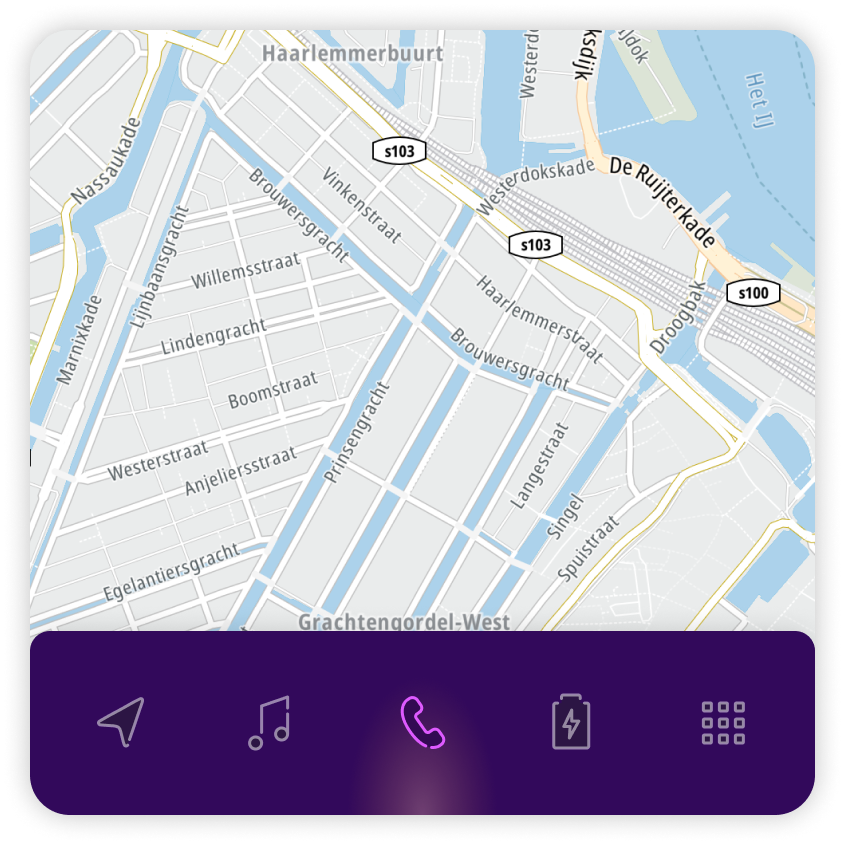 Haarlemmerbuurt
Westerd
ksdijk
ijdok
Het IJ
Nassaukade
s103
De Ruijterkade
Westerdokskade
Vinkenstraat
Brouwersgracht
Lijnbaansgracht
s103
Willemsstraat
s100
Haarlemmerstraat
Droogbak
Marnixkade
Lindengracht
Brouwersgracht
Boomstraat
Prinsengracht
Langestraat
Westerstraat
Anjeliersstraat
Singel
Spuistraat
Egelantiersgracht
Grachtengordel-West